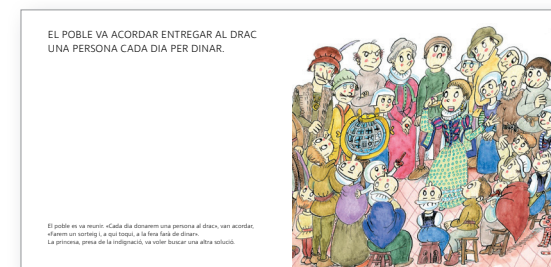 EL POBLE VA ACORDAR ENTREGAR AL DRAC
UNA PERSONA CADA DIA PER DINAR.
El poble es va reunir. «Cada dia donarem una persona al drac», van acordar,
«farem un sorteig i, a qui toqui, a la fera farà de dinar».
La princesa, presa de la indignació, va voler buscar una altra solució.